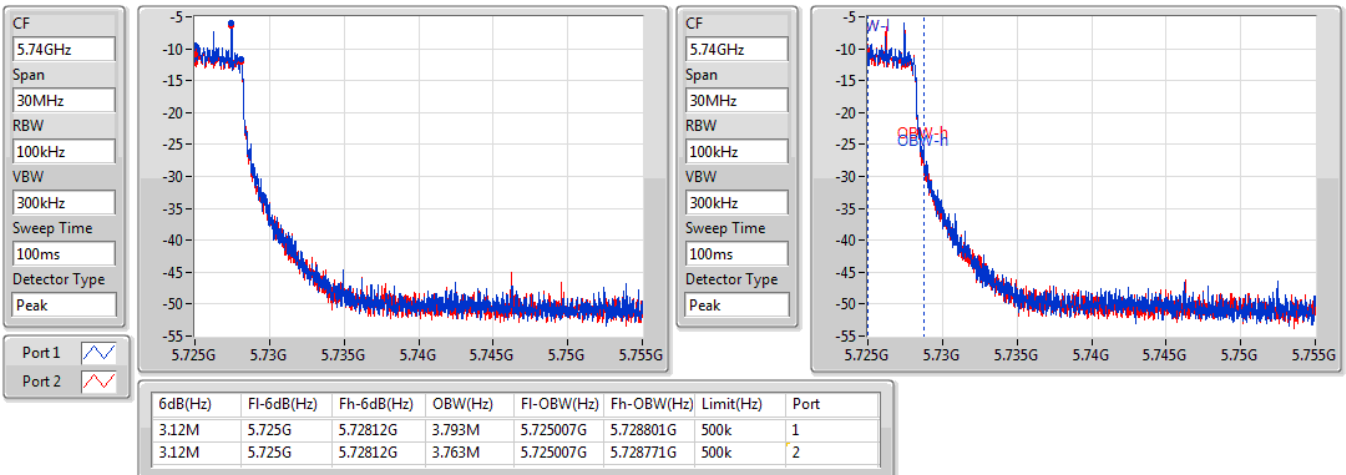 CF
5.74GHz
Span
30MHz
RBW
100kHz
VBW
300kHz
Sweep Time
100ms
Detector Type
Peak
-5
-10
-15
-20
-25
-30
-35
-40
-45
-50
-55
5.725G 5.73G 5.735G 5.74G 5.745G 5.75G 5.755G
CF
5.74GHz
Span
30MHz
RBW
100kHz
VBW
300kHz
Sweep Time
100ms
Detector Type
Peak
-5
-10
-15
-20
-25
-30
-35
-40
-45
-50
-55
OBW-h
OBW-h
5.725G 5.73G 5.735G 5.74G 5.745G 5.75G 5.755G
Port 1
Port 2
6dB(Hz) Fl-6dB(Hz) Fh-6dB(Hz) OBW(Hz) Fl-OBW(Hz) Fh-OBW(Hz) Limit(Hz) Port
3.12M 5.725G 5.72812G 3.793M 5.725007G 5.728801G 500k 1
3.12M 5.725G 5.72812G 3.763M 5.725007G 5.728771G 500k 2